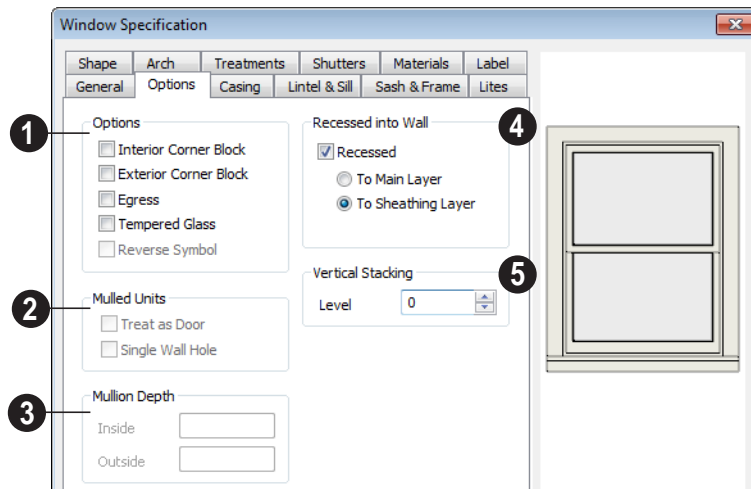 Window Specification
Shape Arch Treatments Shutters Materials Label
General Options Casing Lintel & Sill Sash & Frame Lites
1
Options
Interior Corner Block
Exterior Corner Block
Egress
Tempered Glass
Reverse Symbol
2
Mulled Units
Treat as Door
Single Wall Hole
3
Mullion Depth
Inside
Outside
4
Recessed into Wall
Recessed
To Main Layer
To Sheathing Layer
5
Vertical Stacking
Level 0